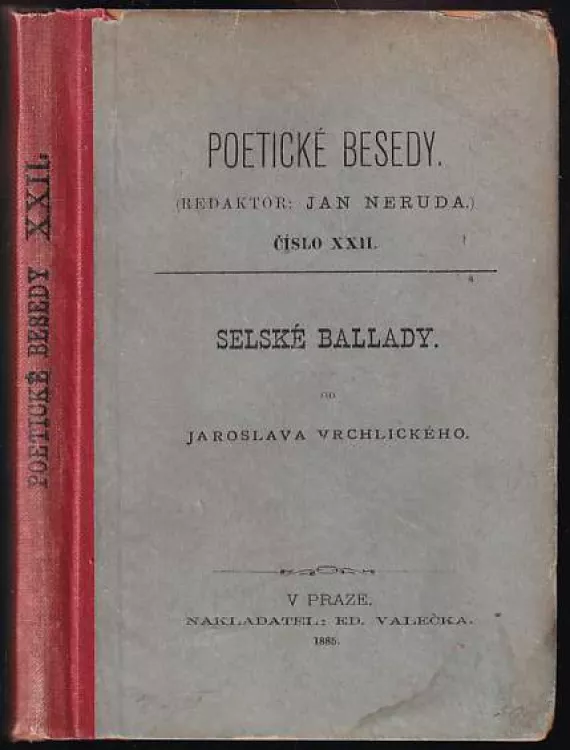 POETICKÉ BESEDY XXII.
POETICKÉ BESEDY.
(REDAKTOR: JAN NERUDA.)
ČÍSLO XXII.
SELSKÉ BALLADY.
OD
JAROSLAVA VRCHLICKÉHO.
V PRAZE.
NAKLADATEL: ED. VALEČKA.
1885.